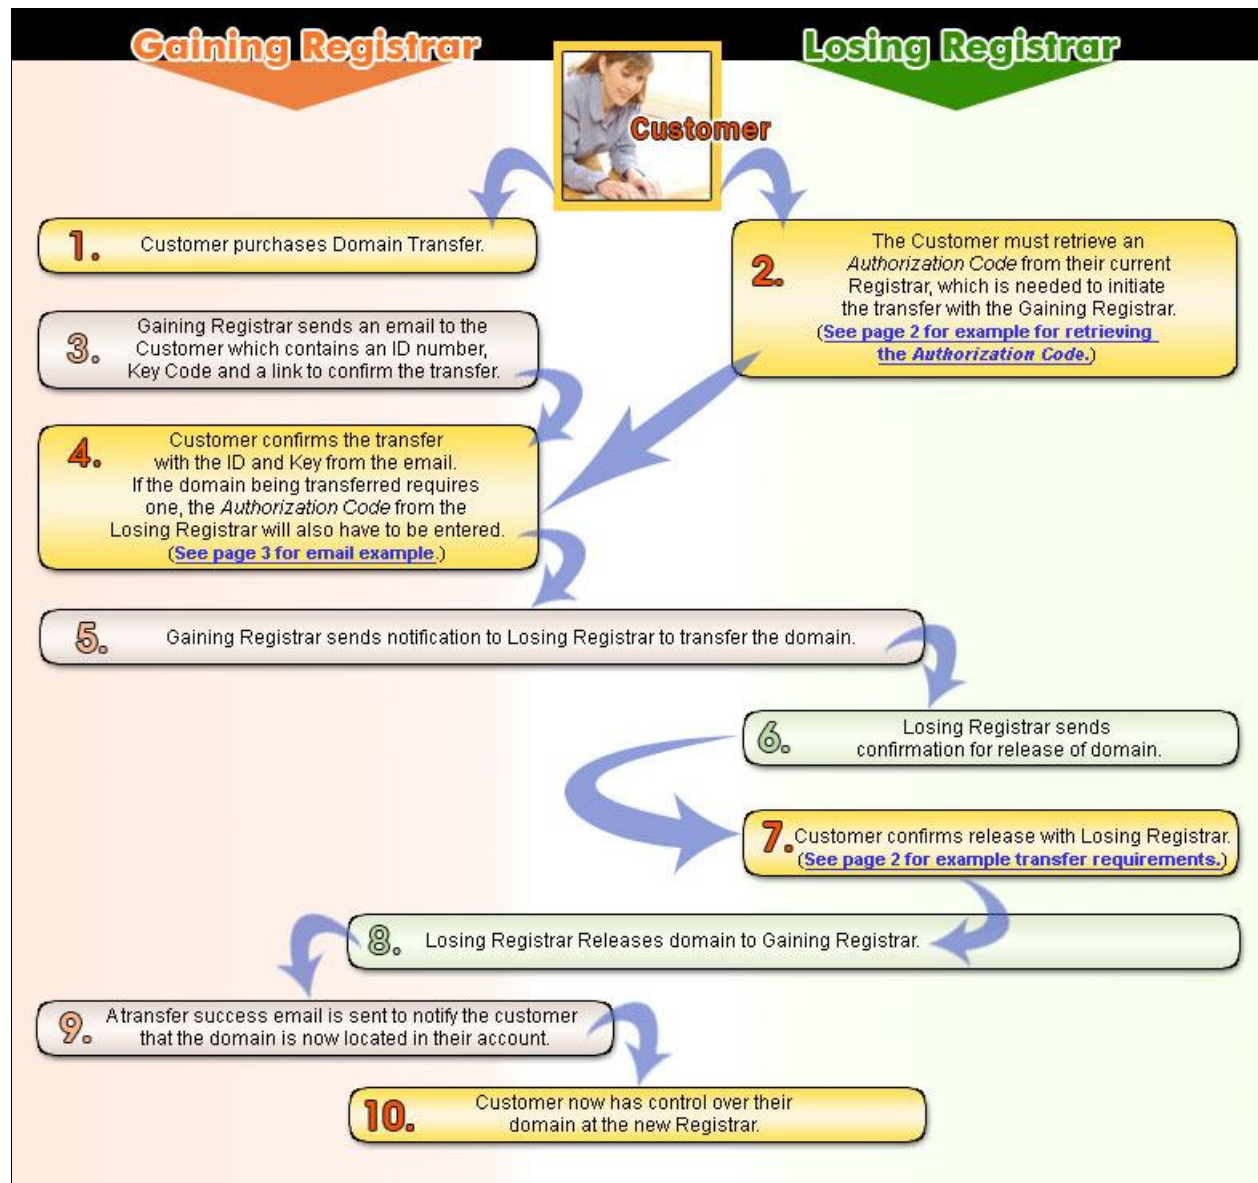 Gaining Registrar
Losing Registrar
Customer
1.
Customer purchases Domain Transfer.
2.
The Customer must retrieve an
Authorization Code from their current
Registrar, which is needed to initiate
the transfer with the Gaining Registrar.
(See page 2 for example for retrieving
the Authorization Code.)
3.
Gaining Registrar sends an email to the
Customer which contains an ID number,
Key Code and a link to confirm the transfer.
4.
Customer confirms the transfer
with the ID and Key from the email.
If the domain being transferred requires
one, the Authorization Code from the
Losing Registrar will also have to be entered.
(See page 3 for email example.)
5.
Gaining Registrar sends notification to Losing Registrar to transfer the domain.
6.
Losing Registrar sends
confirmation for release of domain.
7.
Customer confirms release with Losing Registrar.
(See page 2 for example transfer requirements.)
8.
Losing Registrar Releases domain to Gaining Registrar.
9.
A transfer success email is sent to notify the customer
that the domain is now located in their account.
10.
Customer now has control over their
domain at the new Registrar.